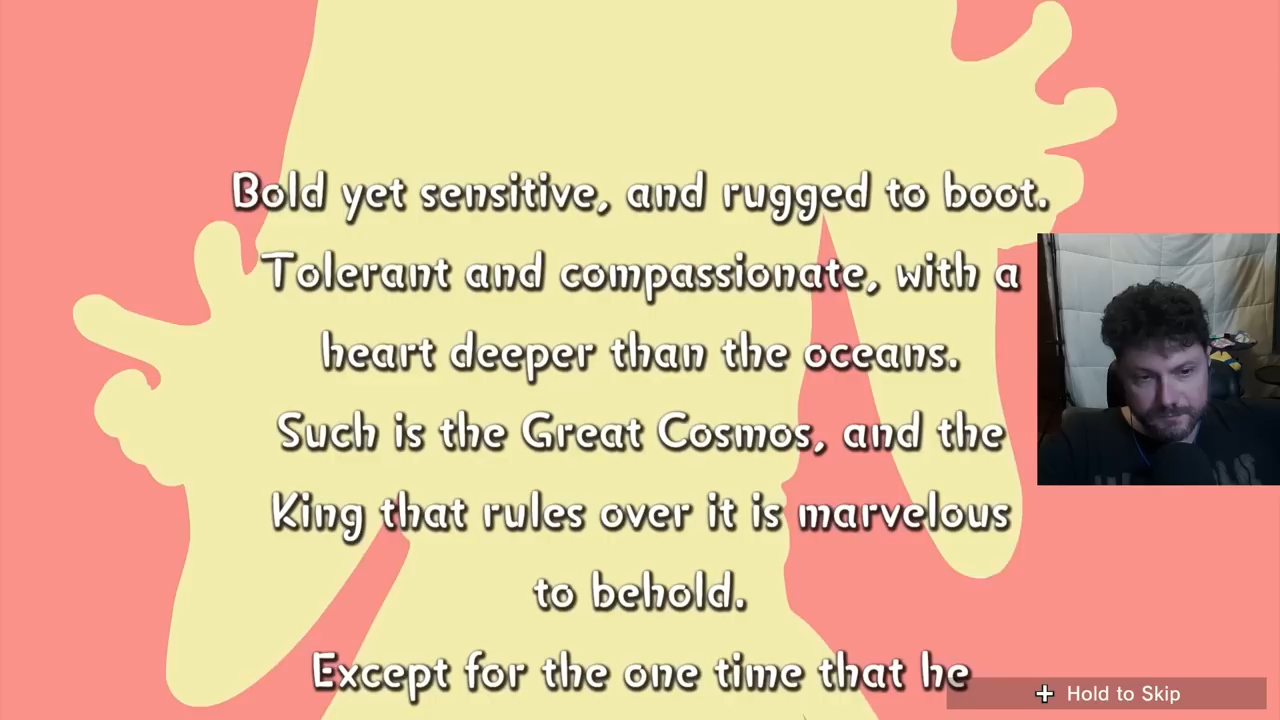 Bold yet sensitive, and rugged to boot.
Tolerant and compassionate, with a
heart deeper than the oceans.
Such is the Great Cosmos, and the
King that rules over it is marvelous
to behold.
Except for the one time that he
+ Hold to Skip